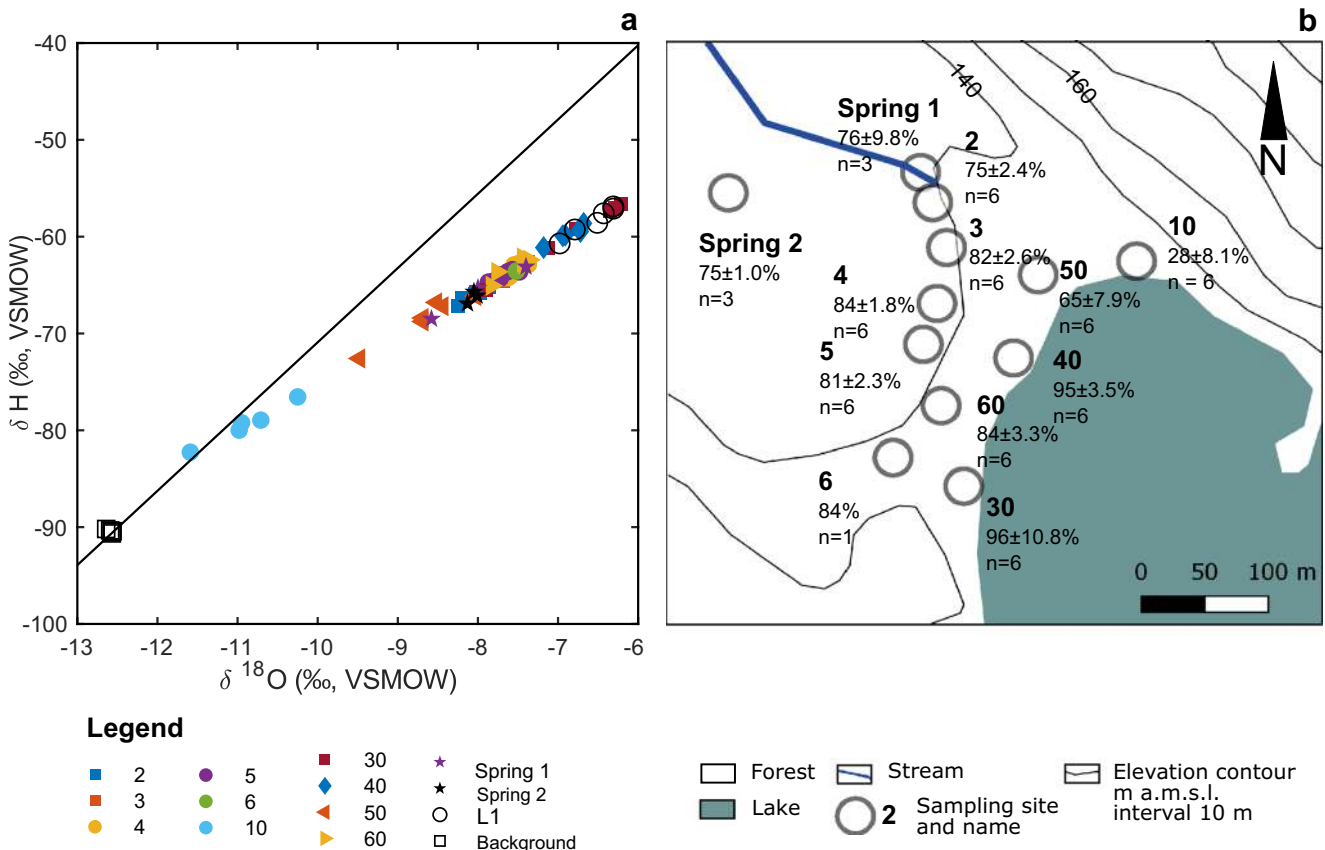 a
-40
-50
-60
-70
-80
-90
-100
δ H (‰, VSMOW)
-13
-12
-11
-10
-9
-8
-7
-6
δ 18O (‰, VSMOW)
b
140
160
N
Spring 1
76±9.8%
n=3
2
75±2.4%
n=6
3
82±2.6%
n=6
10
28±8.1%
n = 6
50
65±7.9%
n=6
Spring 2
75±1.0%
n=3
4
84±1.8%
n=6
5
81±2.3%
n=6
40
95±3.5%
n=6
60
84±3.3%
n=6
6
84%
n=1
30
96±10.8%
n=6
0 50 100 m
Legend
2
3
4
5
6
10
30
40
50
60
Spring 1
Spring 2
L1
Background
Forest
Lake
Stream
2 Sampling site
and name
Elevation contour
m a.m.s.l.
interval 10 m